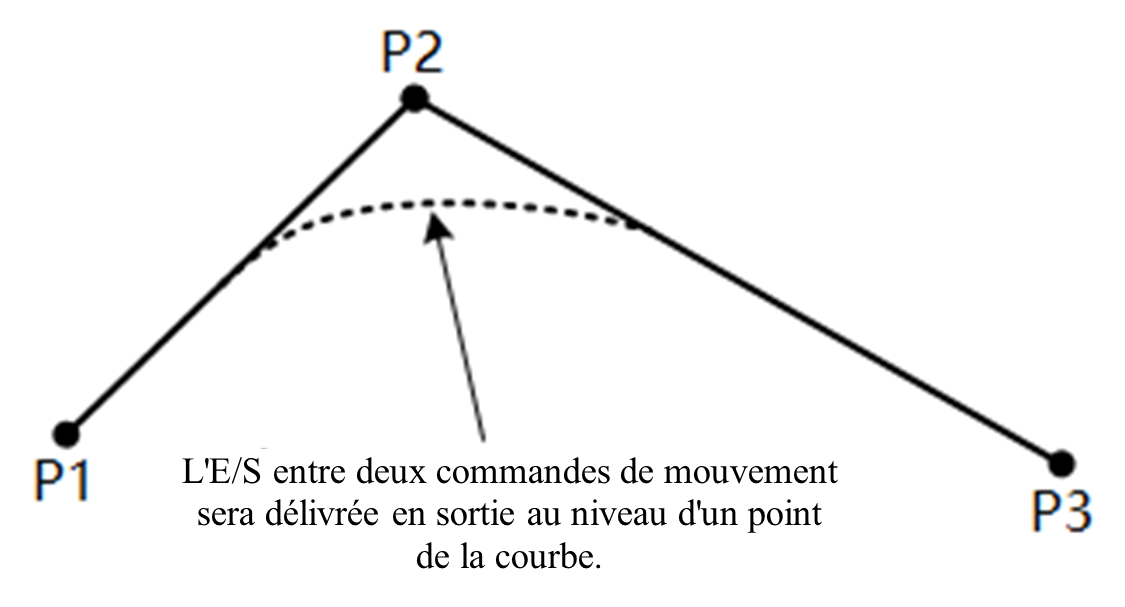 P2
P1
L'E/S entre deux commandes de mouvement
sera délivrée en sortie au niveau d'un point
de la courbe.
P3